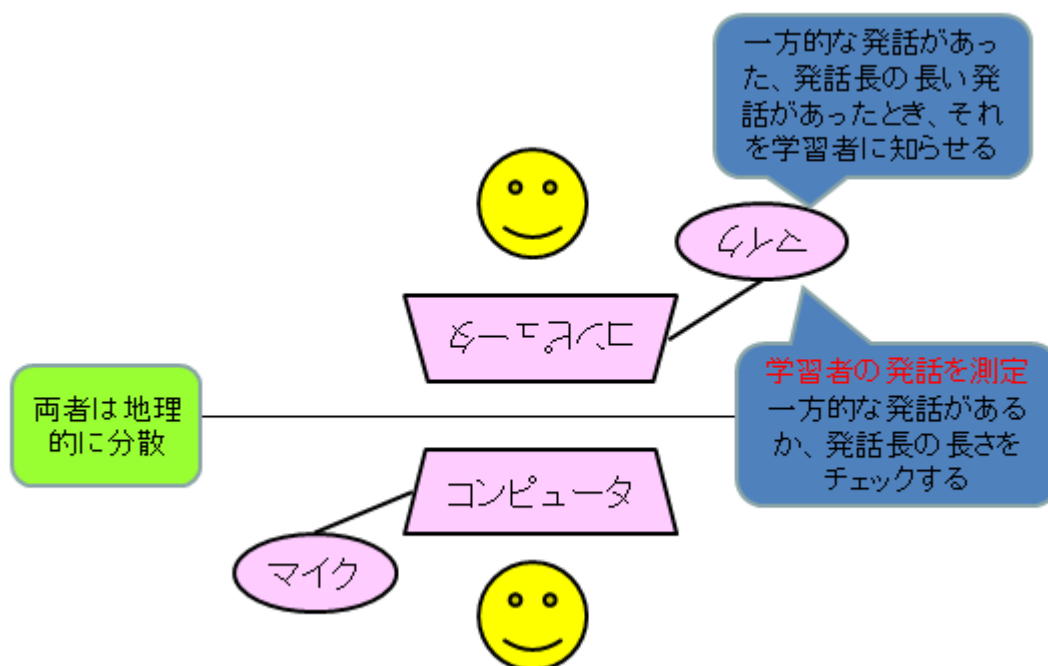 一方的な発話があっ
た、発話長の長い発
話があったとき、それ
を学習者に知らせる
マイク
コンピュータ
学習者の発話を測定
一方的な発話がある
か、発話長の長さを
チェックする
両者は地理
的に分散
コンピュータ
マイク